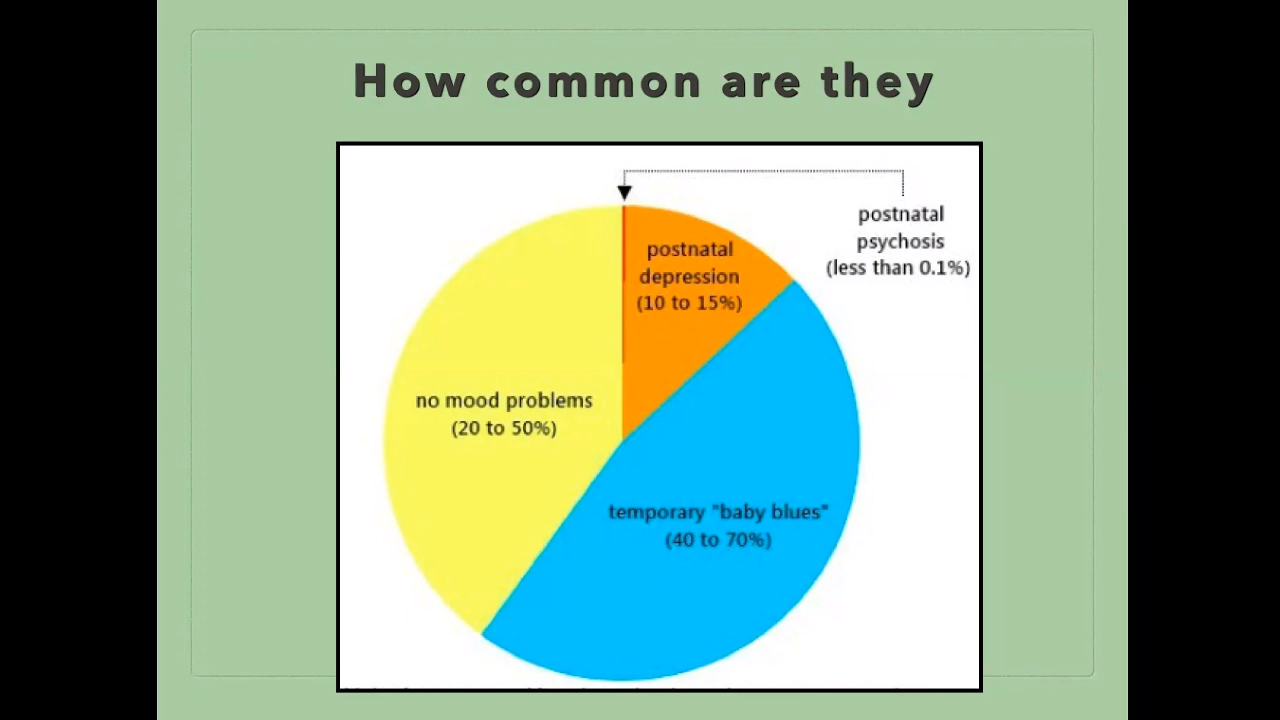 How common are they
postnatal
psychosis
(less than 0.1%)
postnatal
depression
(10 to 15%)
no mood problems
(20 to 50%)
temporary "baby blues"
(40 to 70%)